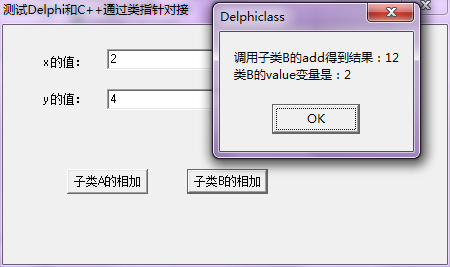 测试Delphi和C++通过类指针对接
Delphiclass
x的值： 2
调用子类B的add得到结果：12
类B的value变量是：2
y的值： 4
OK
子类A的相加 子类B的相加